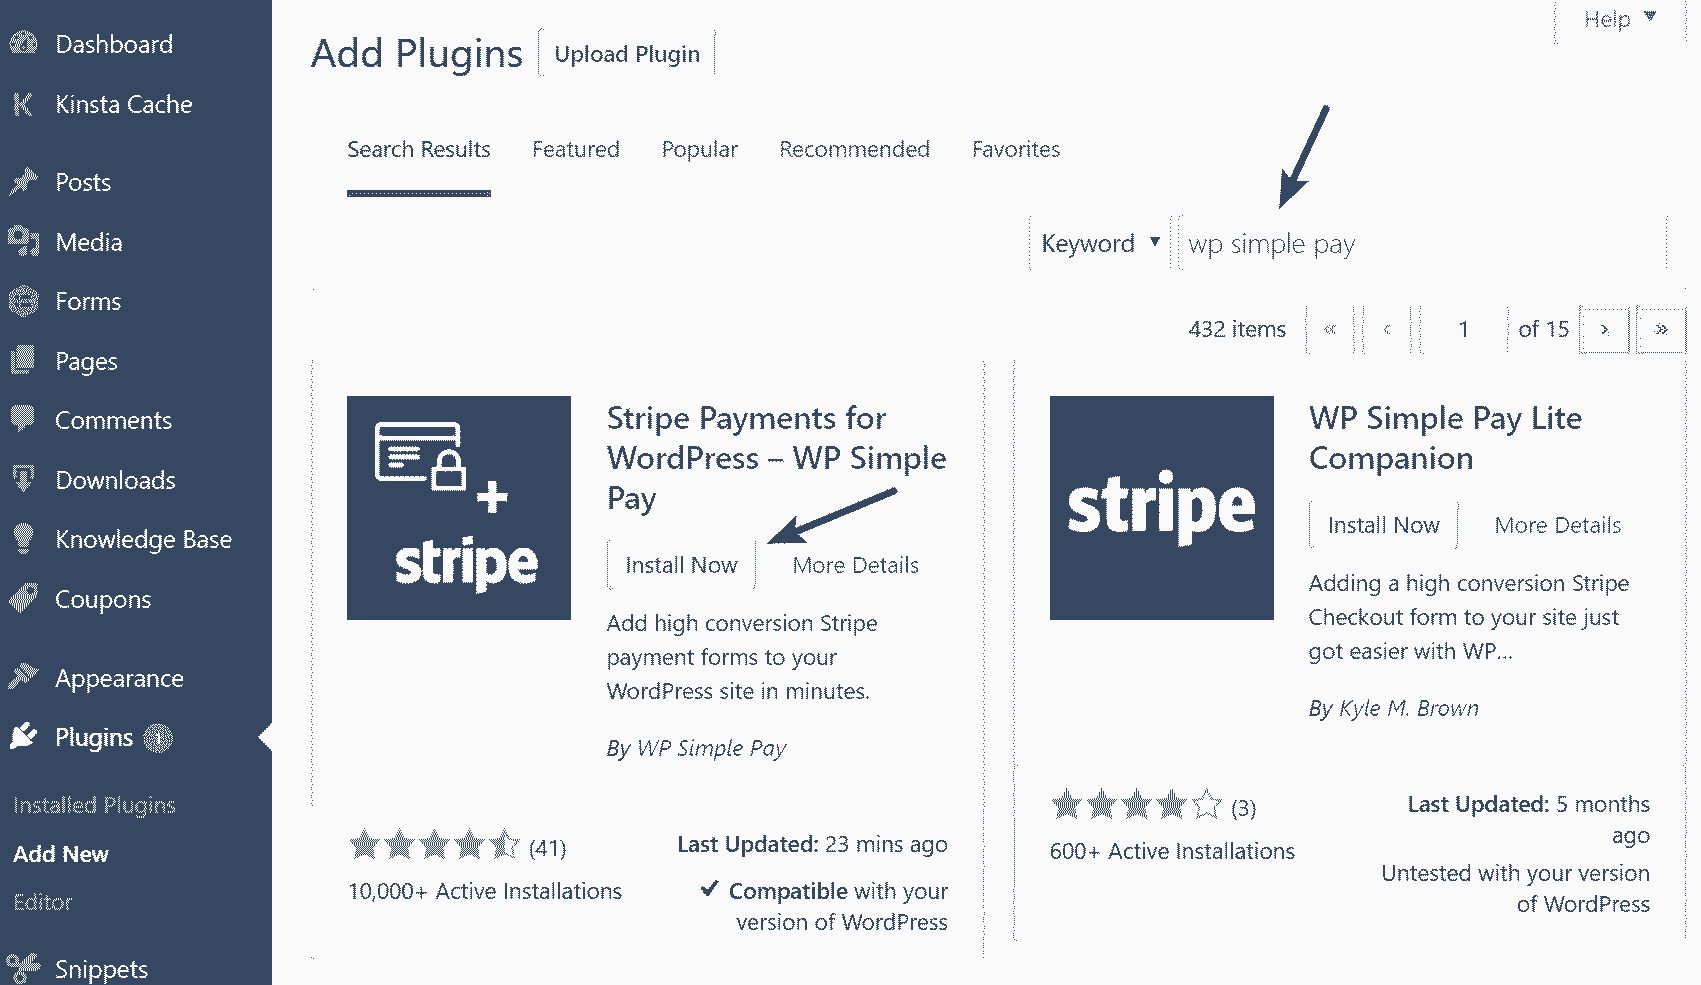 Dashboard
Kinsta Cache
Posts
Media
Forms
Pages
Comments
Downloads
Knowledge Base
Coupons
Appearance
Plugins 1
Installed Plugins
Add New
Editor
Snippets
Help ▼
Add Plugins Upload Plugin
Search Results Featured Popular Recommended Favorites
Keyword ▼ wp simple pay
432 items « ‹ 1 of 15 › »
+
stripe
Stripe Payments for
WordPress – WP Simple
Pay
Install Now More Details
Add high conversion Stripe
payment forms to your
WordPress site in minutes.
By WP Simple Pay
(41)
10,000+ Active Installations
Last Updated: 23 mins ago
✔ Compatible with your
version of WordPress
stripe
WP Simple Pay Lite
Companion
Install Now More Details
Adding a high conversion Stripe
Checkout form to your site just
got easier with WP...
By Kyle M. Brown
(3)
600+ Active Installations
Last Updated: 5 months
ago
Untested with your version
of WordPress